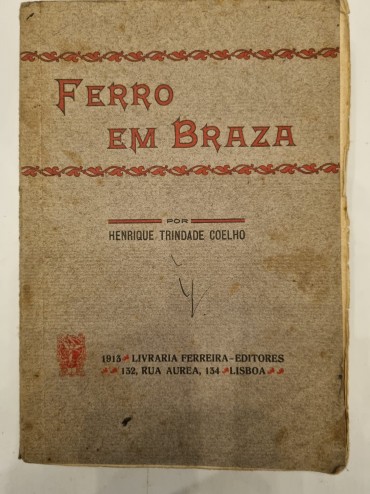 FERRO
EM BRAZA
POR
HENRIQUE TRINDADE COELHO
1913 LIVRARIA FERREIRA-EDITORES
132, RUA AUREA, 134 LISBOA